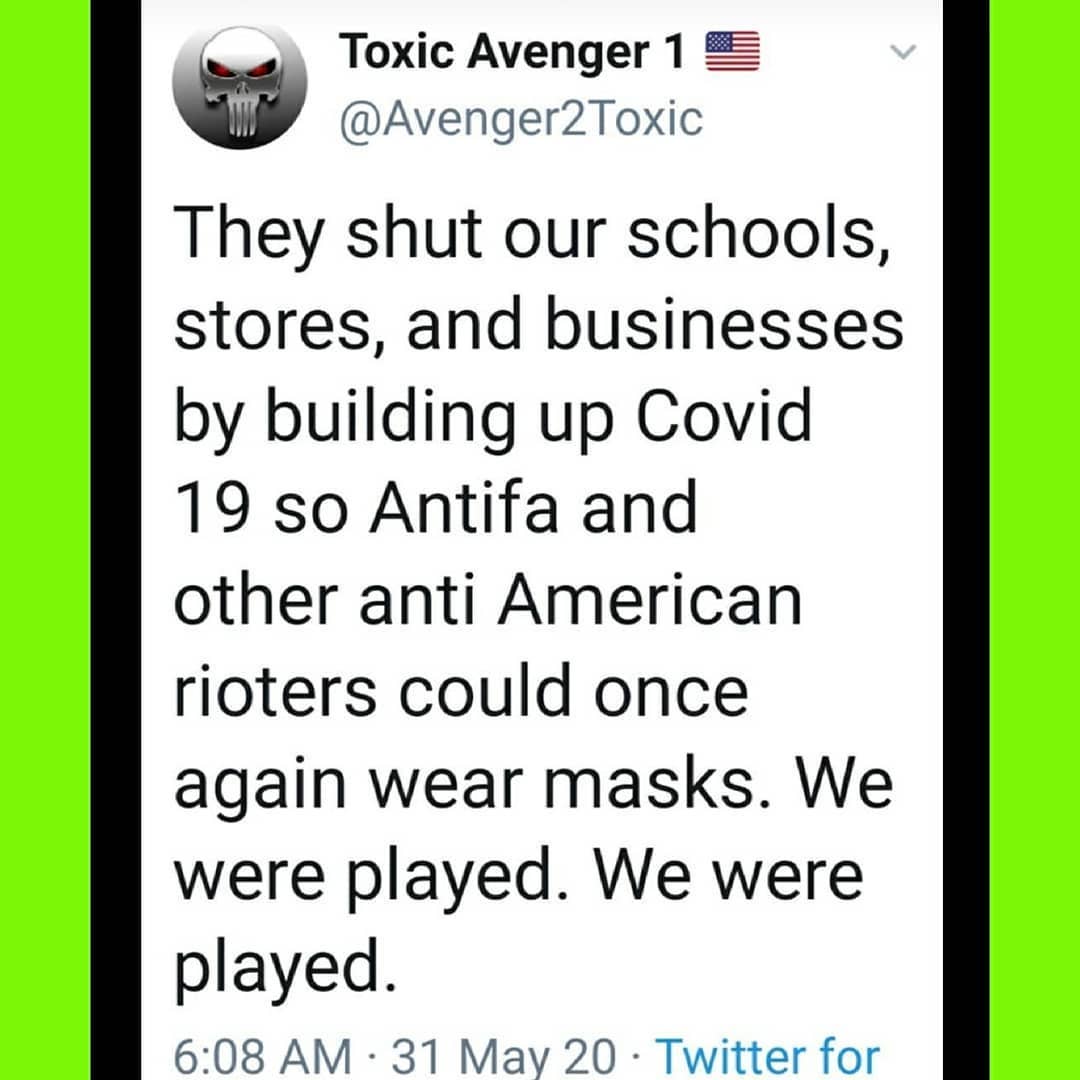 Toxic Avenger 1 🇺🇸
@Avenger2Toxic
They shut our schools,
stores, and businesses
by building up Covid
19 so Antifa and
other anti American
rioters could once
again wear masks. We
were played. We were
played.
6:08 AM · 31 May 20 · Twitter for